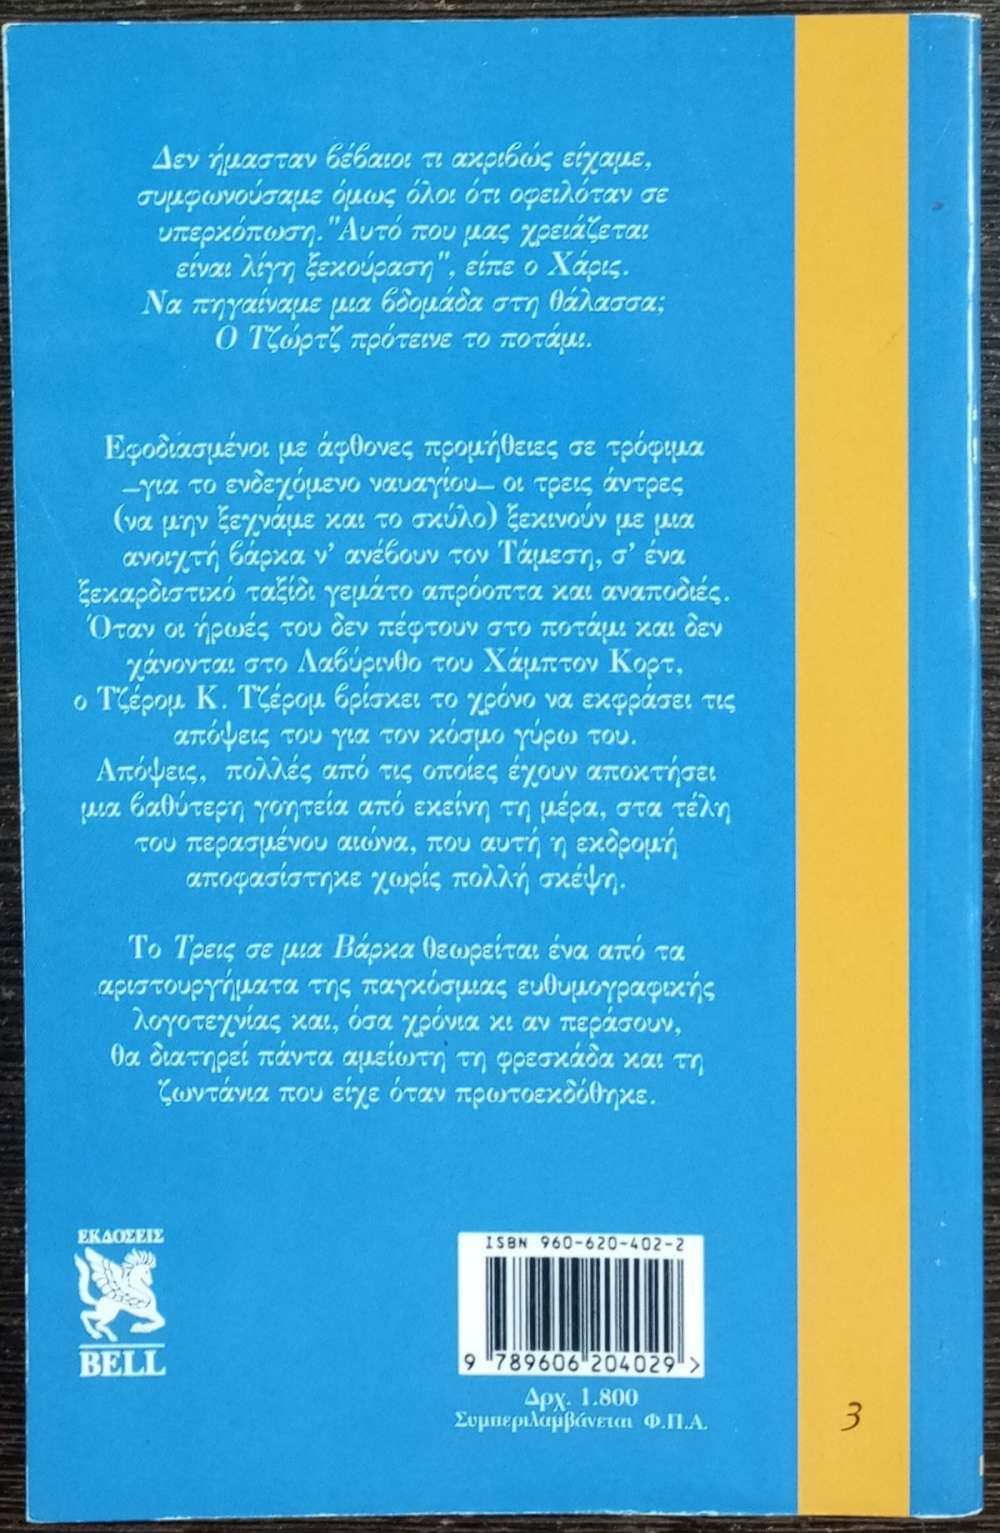 Δεν ήμασταν βέβαιοι τι ακριβώς είχαμε,
συμφωνούσαμε όμως όλοι ότι οφειλόταν σε
υπερκόπωση. "Αυτό που μας χρειάζεται
είναι λίγη ξεκούραση", είπε ο Χάρις.
Να πηγαίναμε μια βδομάδα στη θάλασσα;
Ο Τζώρτζ πρότεινε το ποτάμι.
Εφοδιασμένοι με άφθονες προμήθειες σε τρόφιμα
–για το ενδεχόμενο ναυαγίου– οι τρεις άντρες
(να μην ξεχνάμε και το σκύλο) ξεκινούν με μια
ανοιχτή βάρκα ν' ανέβουν τον Τάμεση, σ' ένα
ξεκαρδιστικό ταξίδι γεμάτο απρόοπτα και αναποδιές.
Όταν οι ήρωές του δεν πέφτουν στο ποτάμι και δεν
χάνονται στο Λαβύρινθο του Χάμπτον Κορτ,
ο Τζέρομ Κ. Τζέρομ βρίσκει το χρόνο να εκφράσει τις
απόψεις του για τον κόσμο γύρω του.
Απόψεις, πολλές από τις οποίες έχουν αποκτήσει
μια βαθύτερη γοητεία από εκείνη τη μέρα, στα τέλη
του περασμένου αιώνα, που αυτή η εκδρομή
αποφασίστηκε χωρίς πολλή σκέψη.
Το Τρεις σε μια Βάρκα θεωρείται ένα από τα
αριστουργήματα της παγκόσμιας ευθυμογραφικής
λογοτεχνίας και, όσα χρόνια κι αν περάσουν,
θα διατηρεί πάντα αμείωτη τη φρεσκάδα και τη
ζωντάνια που είχε όταν πρωτοεκδόθηκε.
ΕΚΔΟΣΕΙΣ
BELL
ISBN 960-620-402-2
9 789606 204029 >
Δρχ. 1.800
Συμπεριλαμβάνεται Φ.Π.Α.
3